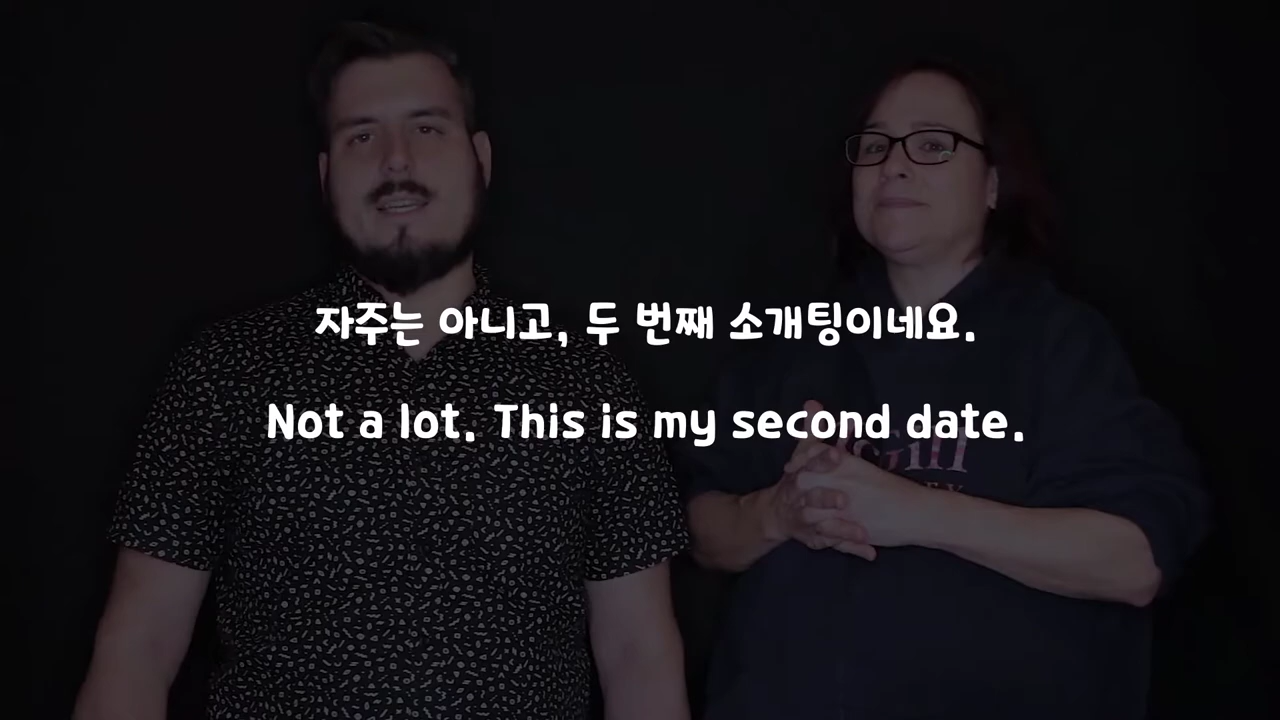 자주는 아니고, 두 번째 소개팅이네요.
Not a lot. This is my second date.